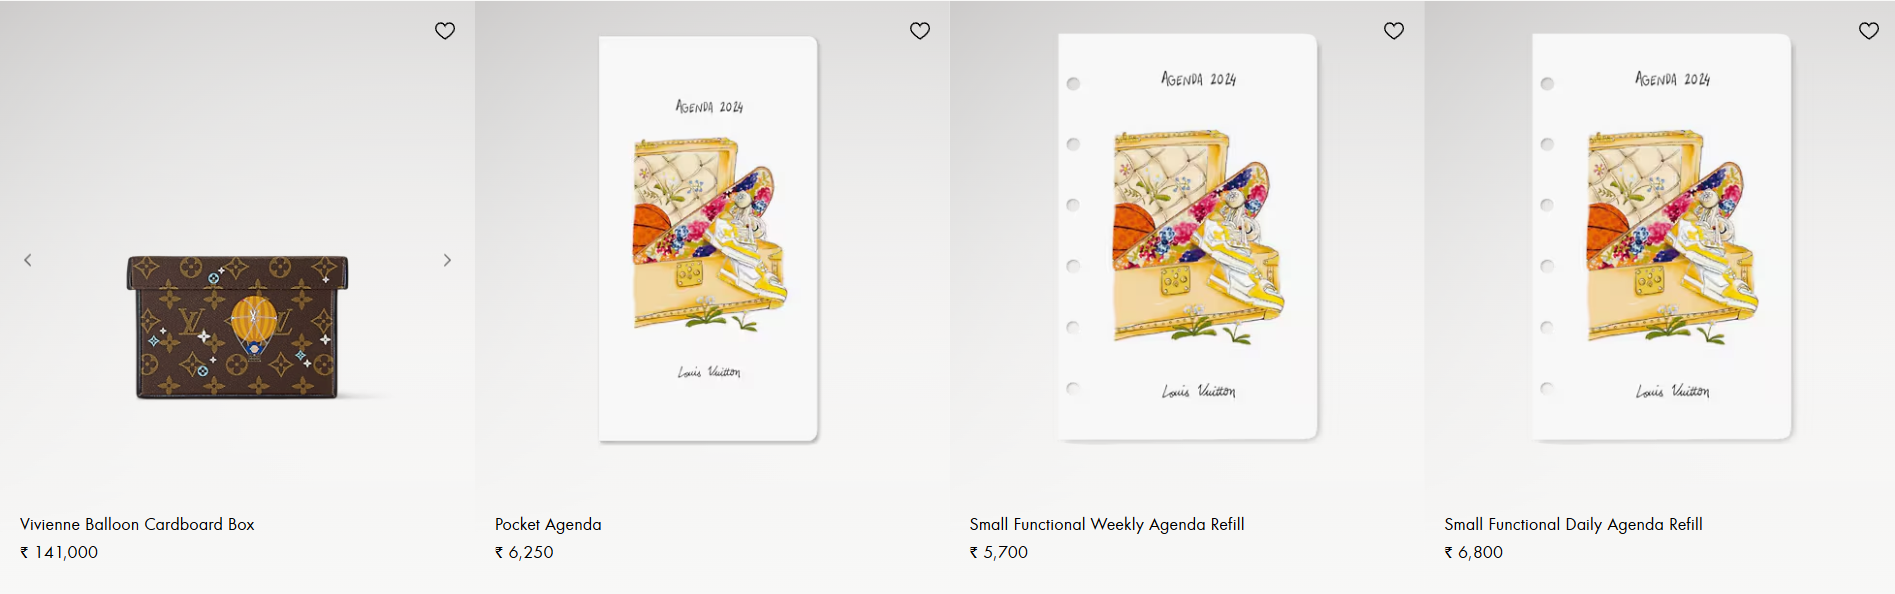 AGENDA 2024
Louis Vuitton
AGENDA 2024
Louis Vuitton
AGENDA 2024
Louis Vuitton
LV
Vivienne Balloon Cardboard Box
₹ 141,000
Pocket Agenda
₹ 6,250
Small Functional Weekly Agenda Refill
₹ 5,700
Small Functional Daily Agenda Refill
₹ 6,800